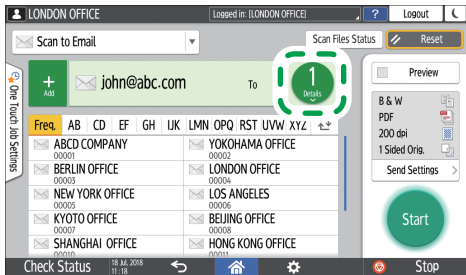 LONDON OFFICE
Logged in: [LONDON OFFICE]
?
Logout
Scan to Email
Scan Files Status
Reset
One Touch Job Settings
Add
john@abc.com
To
1
Details
Preview
B & W
PDF
200 dpi
1 Sided Orig.
Send Settings
Start
Freq. AB CD EF GH IJK LMN OPQ RST UVW XYZ
ABCD COMPANY
00001
YOKOHAMA OFFICE
00002
BERLIN OFFICE
00003
LONDON OFFICE
00004
NEW YORK OFFICE
00005
LOS ANGELES
00006
KYOTO OFFICE
00007
BEIJING OFFICE
00008
SHANGHAI OFFICE
00010
HONG KONG OFFICE
00011
Check Status
18 Jul, 2018
11 :18
Stop